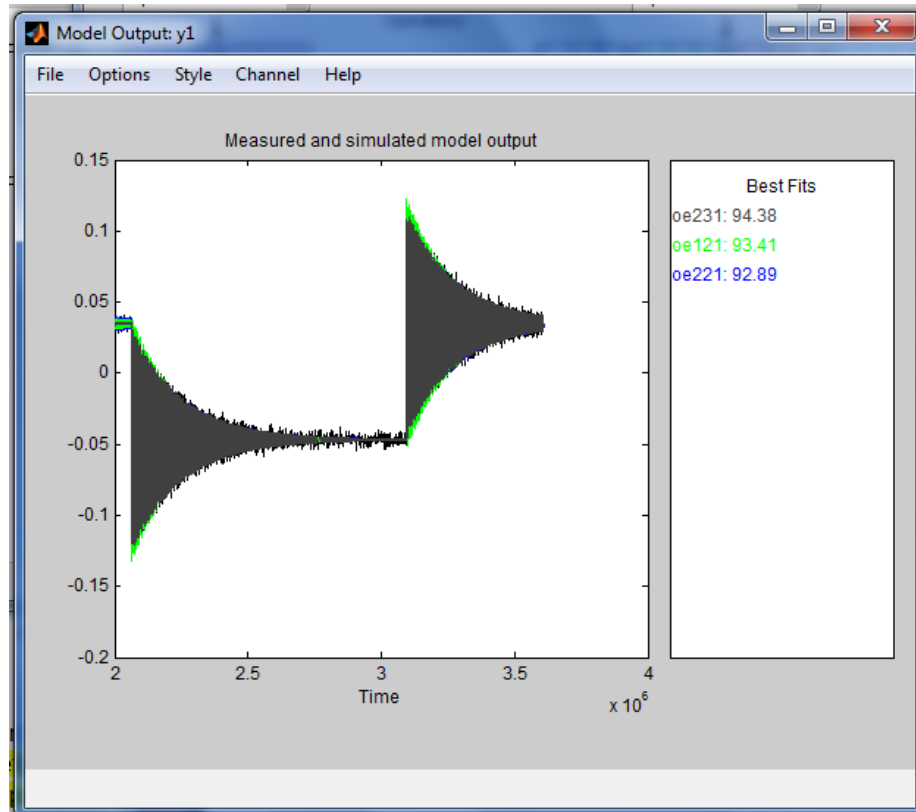 Model Output: y1
File Options Style Channel Help
Measured and simulated model output
0.15
0.1
0.05
0
-0.05
-0.1
-0.15
-0.2
2 2.5 3 3.5 4
Time
x 10^6
Best Fits
oe231: 94.38
oe121: 93.41
oe221: 92.89